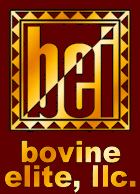 bei
bovine
elite, llc.